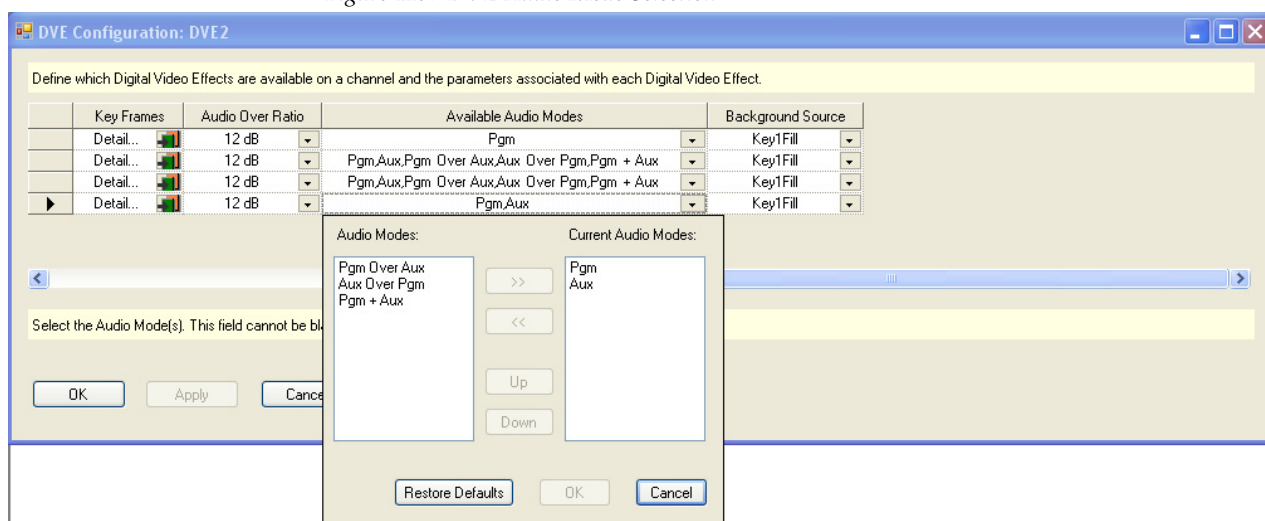 DVE Configuration: DVE2
Define which Digital Video Effects are available on a channel and the parameters associated with each Digital Video Effect.
Key Frames Audio Over Ratio Available Audio Modes Background Source
Detail... 12 dB Pgm Key1Fill
Detail... 12 dB Pgm,Aux,Pgm Over Aux,Aux Over Pgm,Pgm + Aux Key1Fill
Detail... 12 dB Pgm,Aux,Pgm Over Aux,Aux Over Pgm,Pgm + Aux Key1Fill
Detail... 12 dB Pgm,Aux Key1Fill
Audio Modes: Current Audio Modes:
Pgm Over Aux >> Pgm
Aux Over Pgm Aux
Pgm + Aux
<<
Select the Audio Mode(s). This field cannot be bl
Up
OK Apply Cance
Down
Restore Defaults OK Cancel